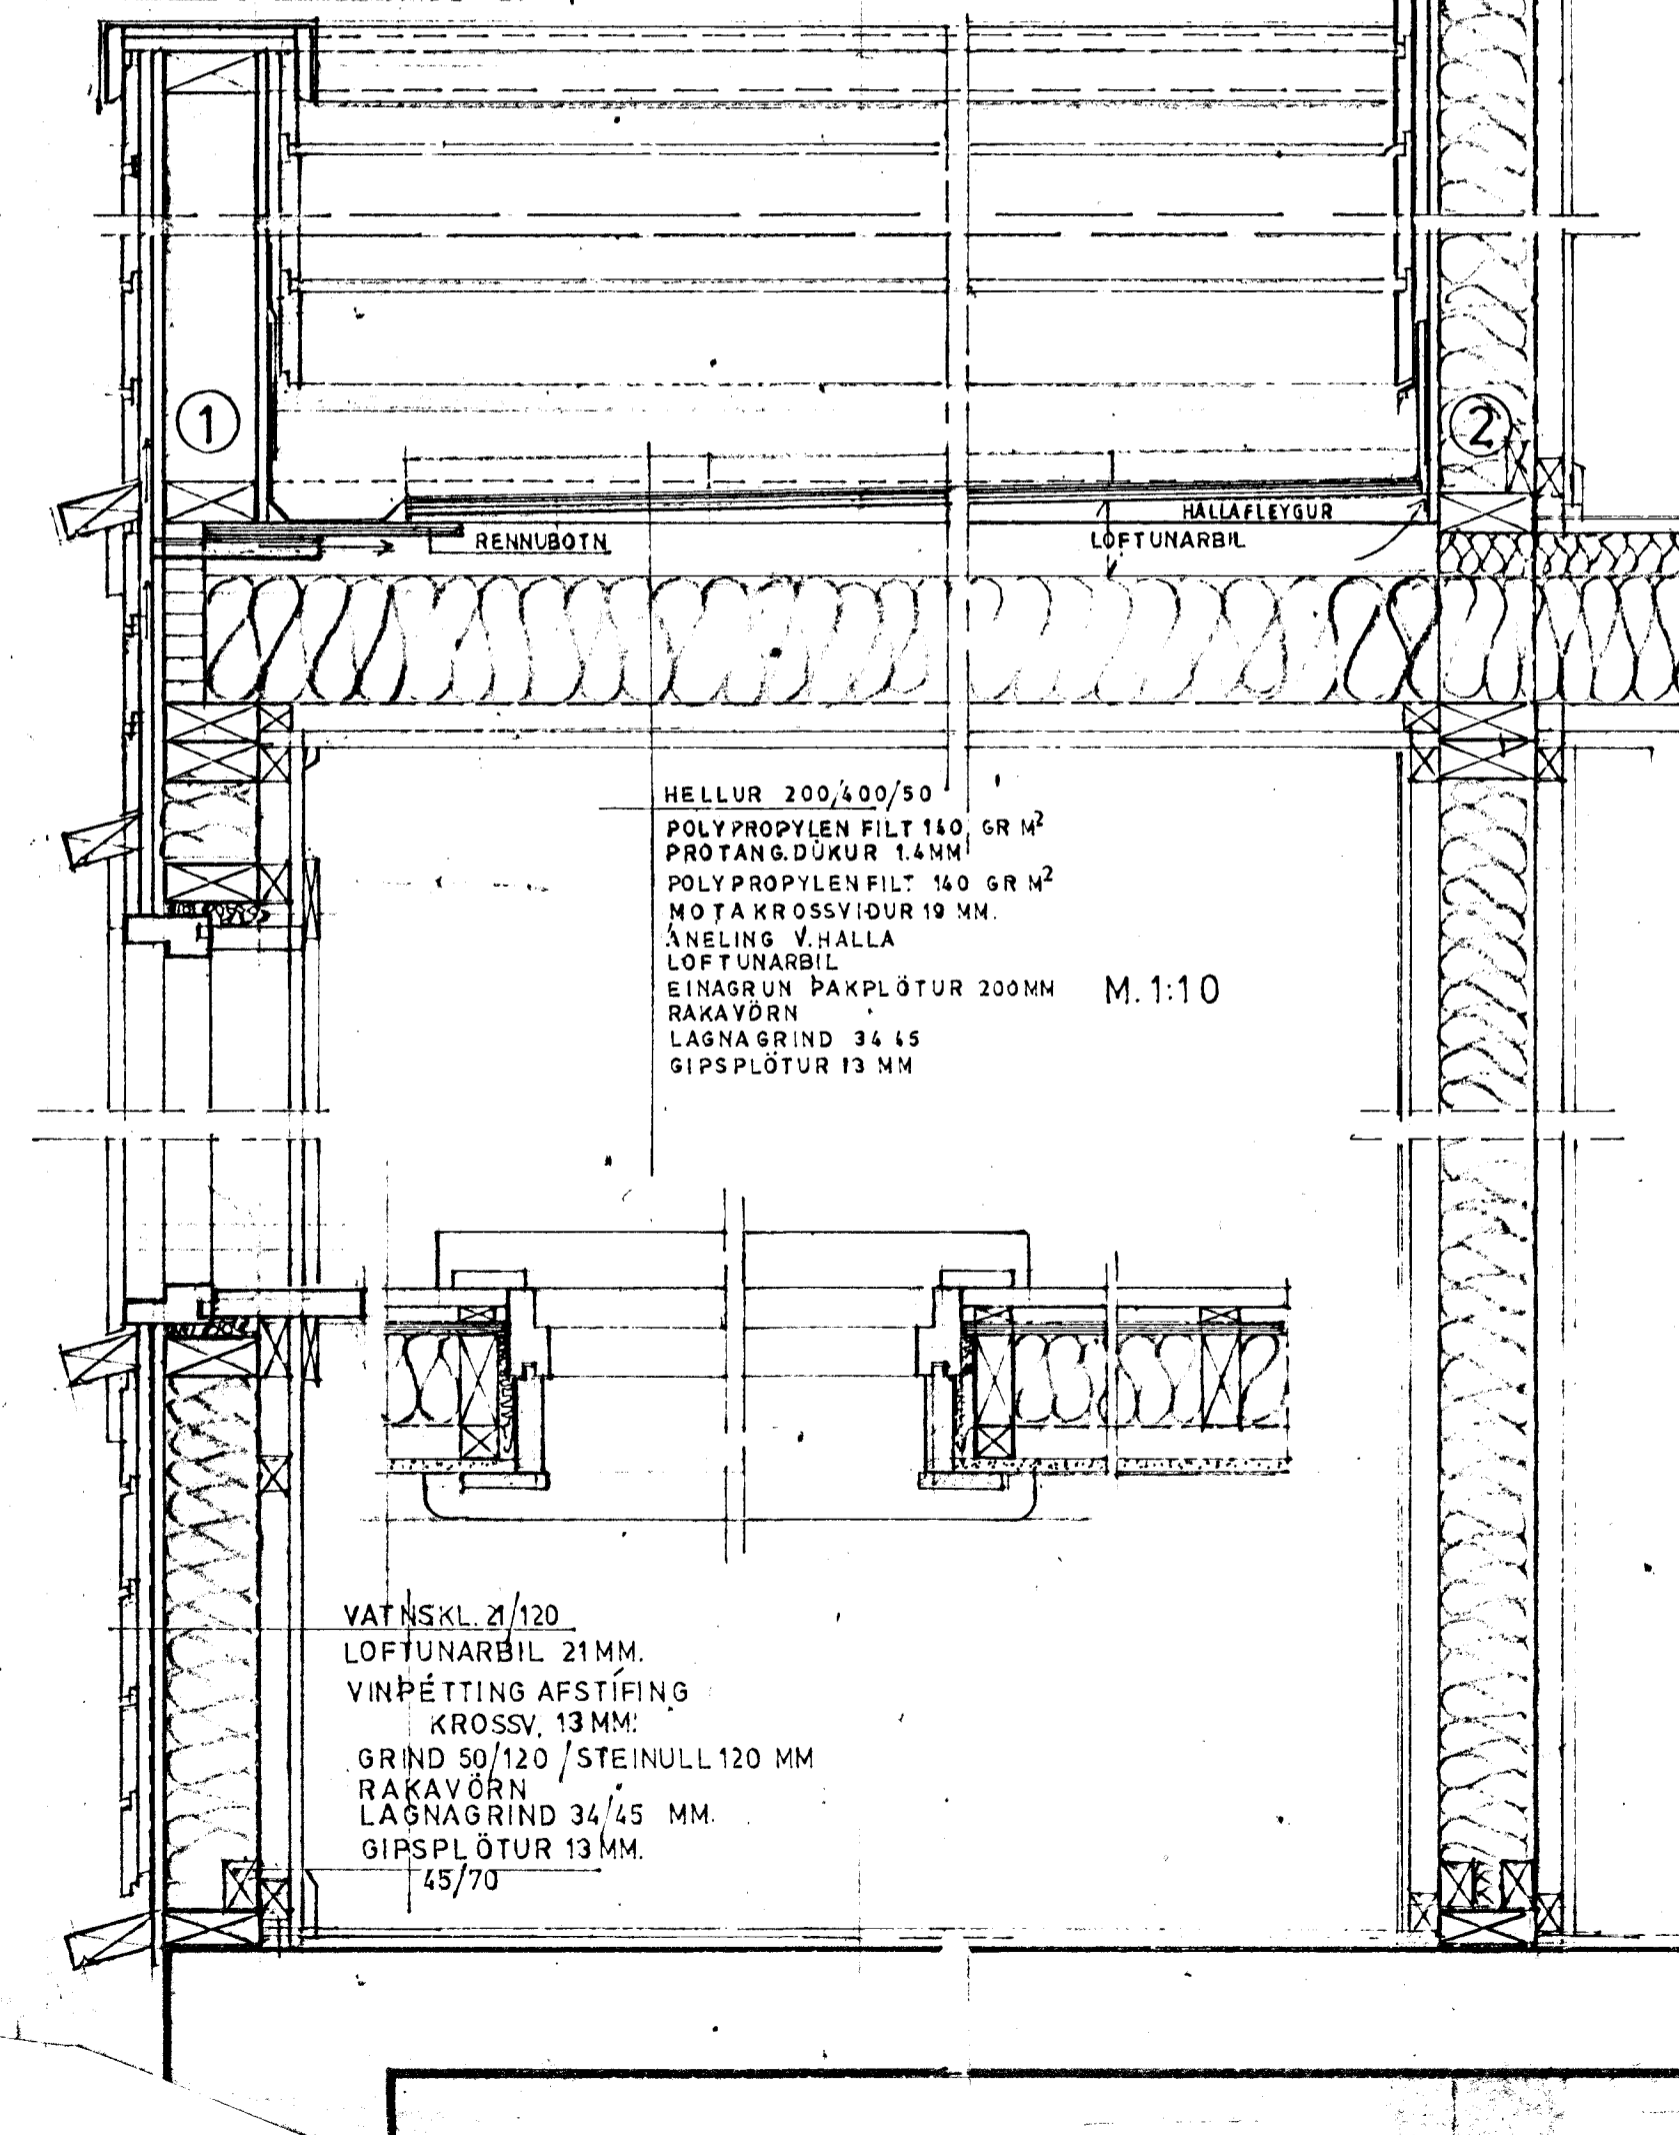 1
2
HALLAFLEYGUR
RENNUBOTN
LOFTUNARBIL
HELLUR 200/400/50
POLYPROPYLEN FILT 140 GR M²
PROTANG.DÚKUR 1.4MM
POLYPROPYLEN FILT 140 GR M²
MOTAKROSSVIÐUR 19 MM.
ÁNELING V.HALLA
LOFTUNARBIL
EINAGRUN ÞAKPLÖTUR 200MM
M. 1:10
RAKAVÖRN
LAGNAGRIND 34 45
GIPSPLÖTUR 13 MM
VATNSKL. 21/120
LOFTUNARBIL 21 MM.
VINÞÉTTING AFSTÍFING
KROSSV. 13 MM.
GRIND 50/120 / STEINULL 120 MM
RAKAVÖRN
LAGNAGRIND 34/45 MM.
GIPSPLÖTUR 13 MM.
45/70